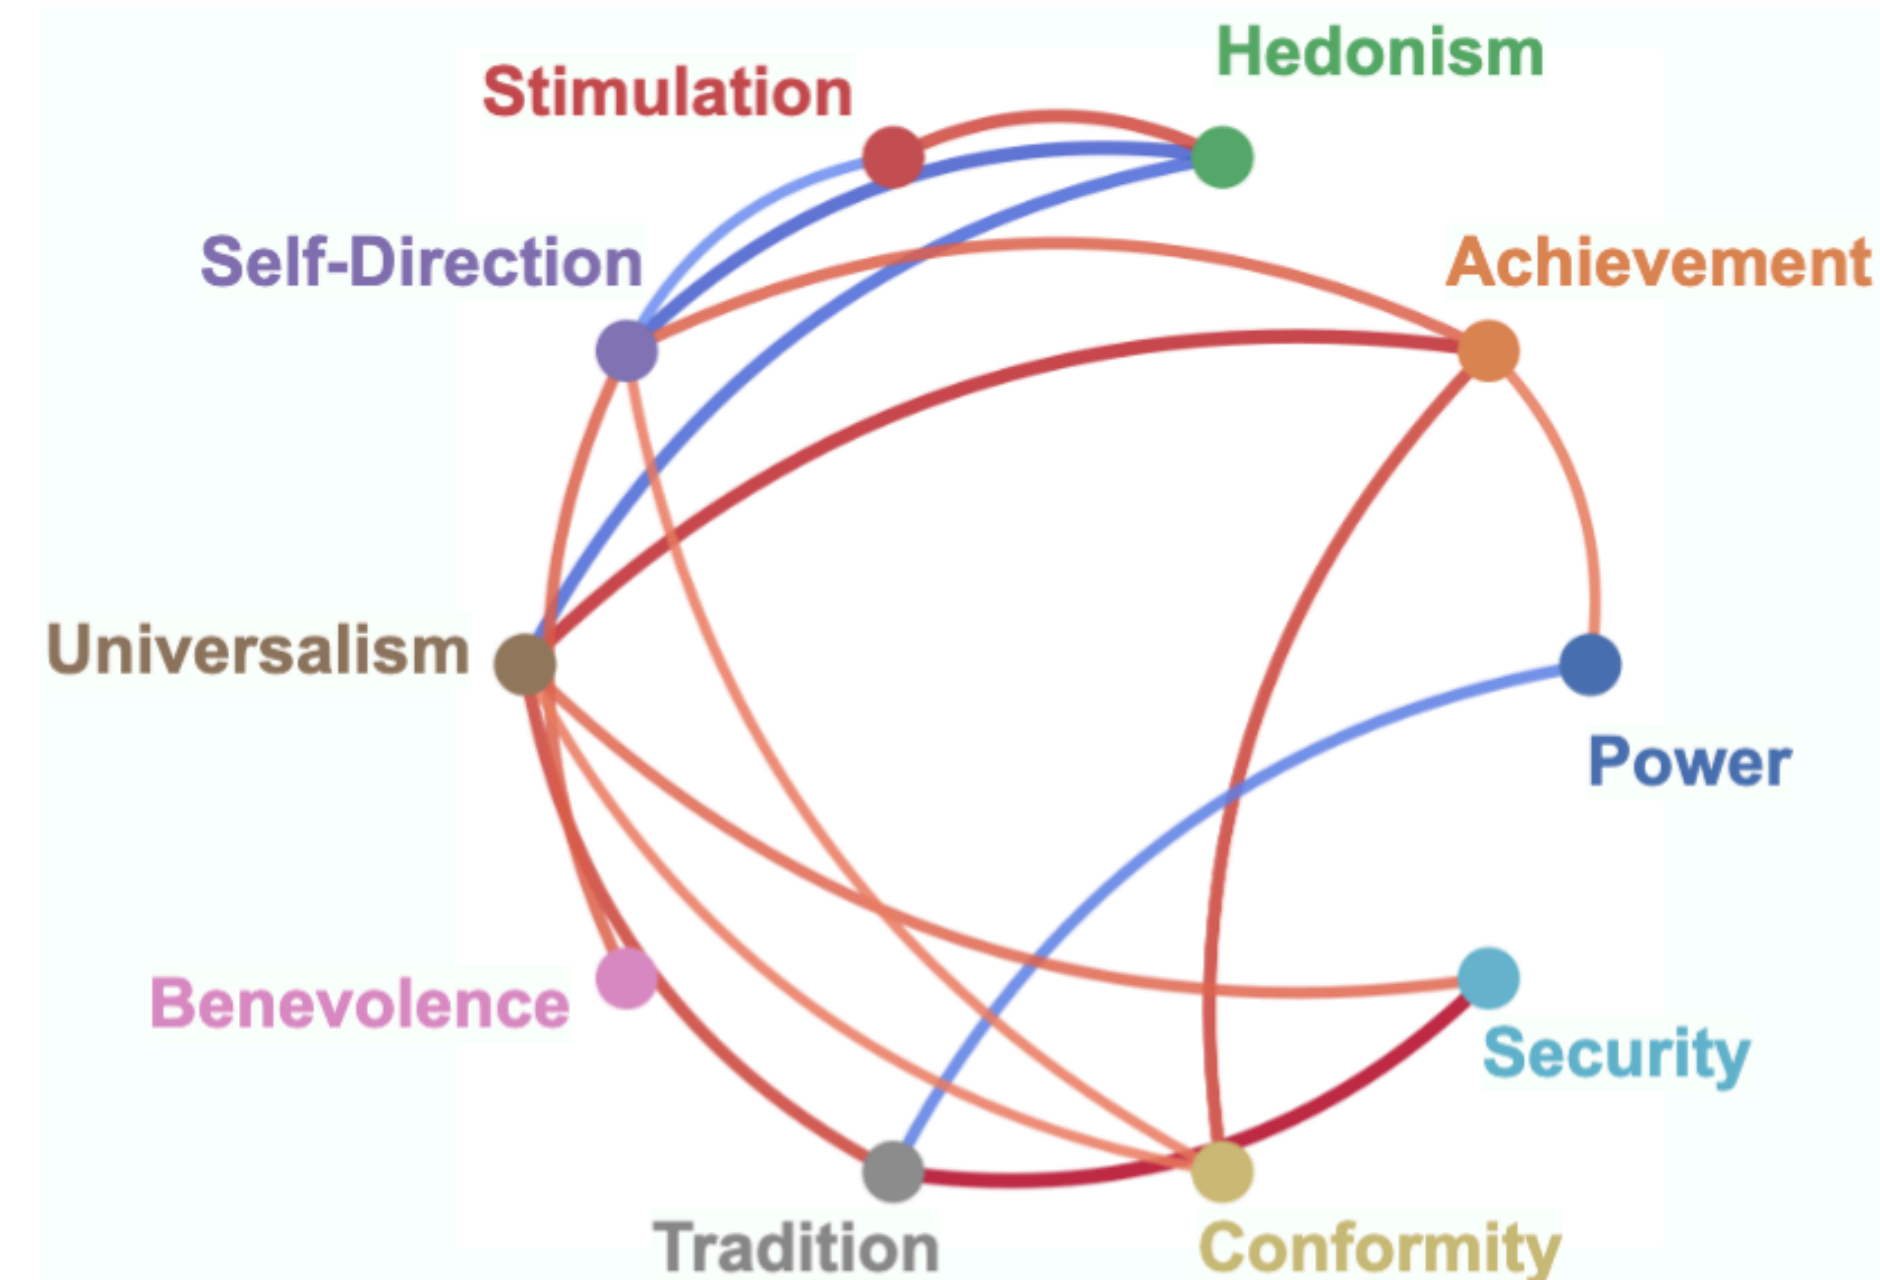 Hedonism
Stimulation
Self-Direction
Achievement
Universalism
Power
Benevolence
Security
Tradition
Conformity